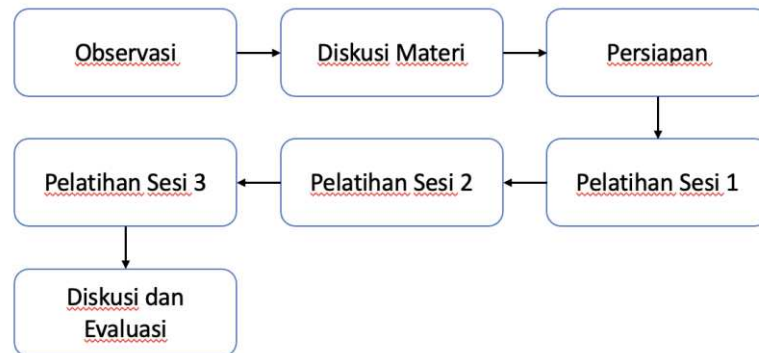 Observasi
Diskusi Materi
Persiapan
Pelatihan Sesi 1
Pelatihan Sesi 2
Pelatihan Sesi 3
Diskusi dan
Evaluasi